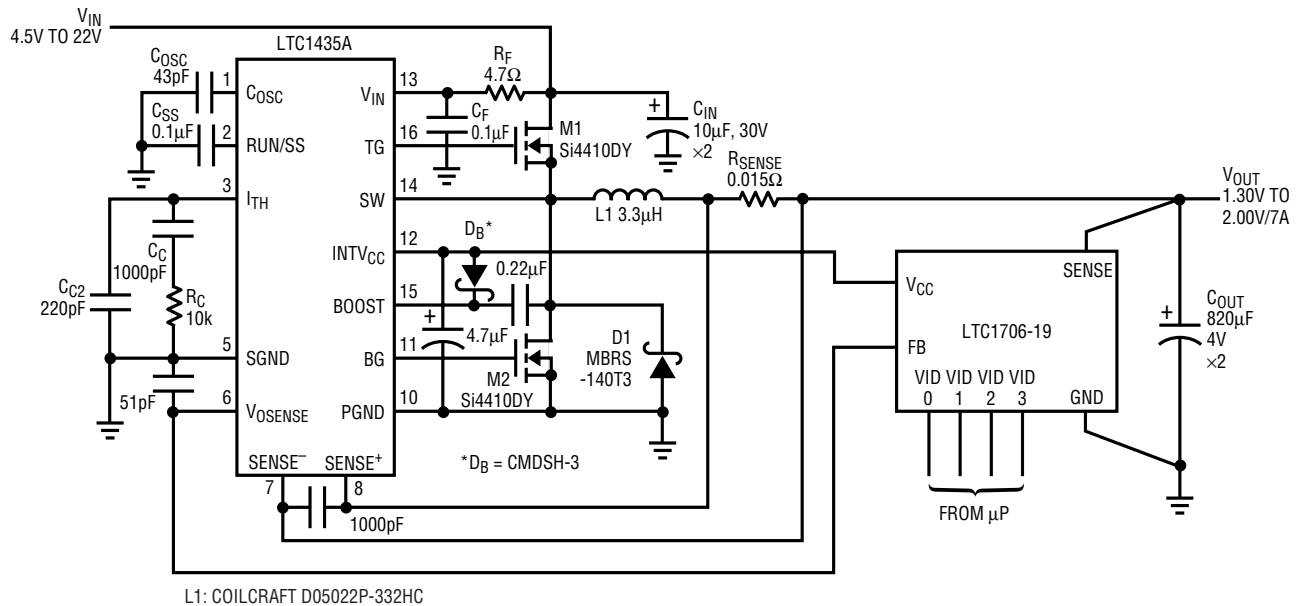 VIN
4.5V TO 22V
LTC1435A
COSC
43pF
1
COSC
CSS
0.1µF
2
RUN/SS
3
ITH
CC
1000pF
CC2
220pF
RC
10k
5
SGND
51pF
6
VOSENSE
SENSE–
SENSE+
7
8
1000pF
VIN
13
RF
4.7Ω
CF
0.1µF
TG
16
M1
Si4410DY
+
CIN
10µF, 30V
×2
SW
14
L1 3.3µH
RSENSE
0.015Ω
DB*
INTVCC
12
0.22µF
BOOST
15
+
4.7µF
BG
11
M2
Si4410DY
D1
MBRS
-140T3
PGND
10
*DB = CMDSH-3
VOUT
1.30V TO
2.00V/7A
SENSE
VCC
LTC1706-19
FB
VID VID VID VID
0 1 2 3
GND
FROM µP
+
COUT
820µF
4V
×2
L1: COILCRAFT D05022P-332HC